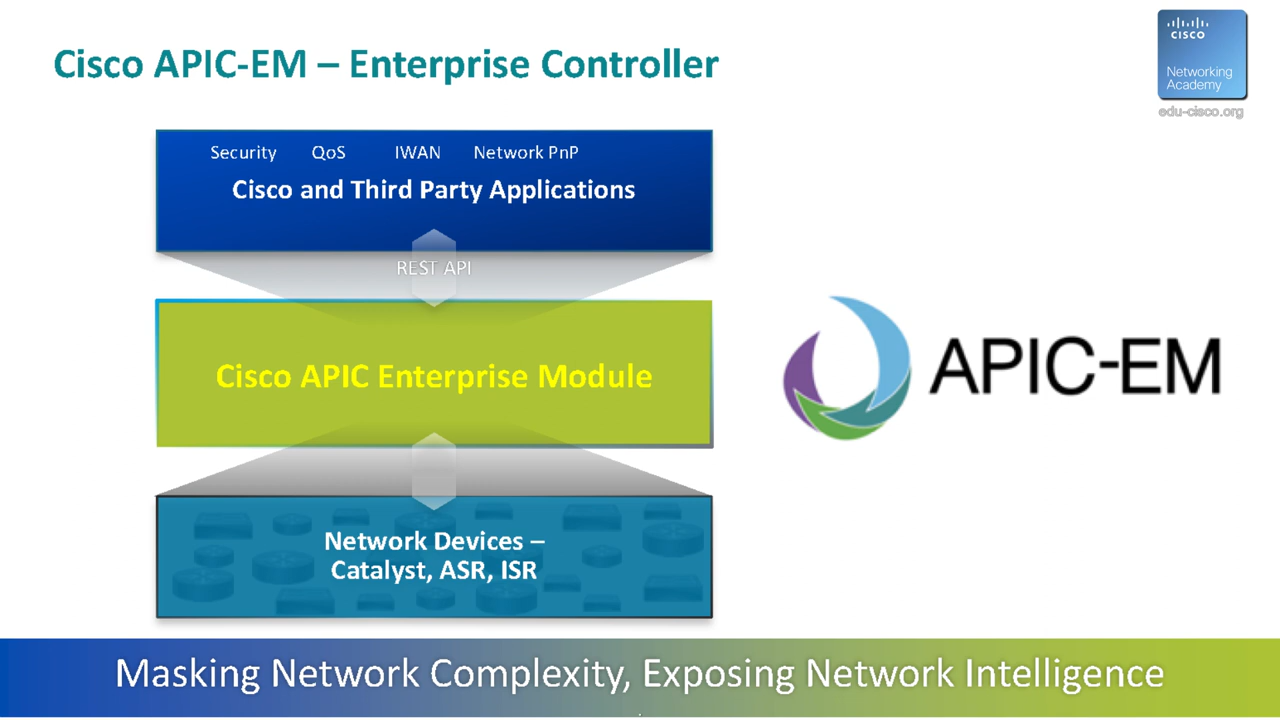 Cisco APIC-EM – Enterprise Controller
CISCO
Networking
Academy
edu-cisco.org
Security QoS IWAN Network PnP
Cisco and Third Party Applications
REST API
Cisco APIC Enterprise Module
APIC-EM
Network Devices –
Catalyst, ASR, ISR
Masking Network Complexity, Exposing Network Intelligence